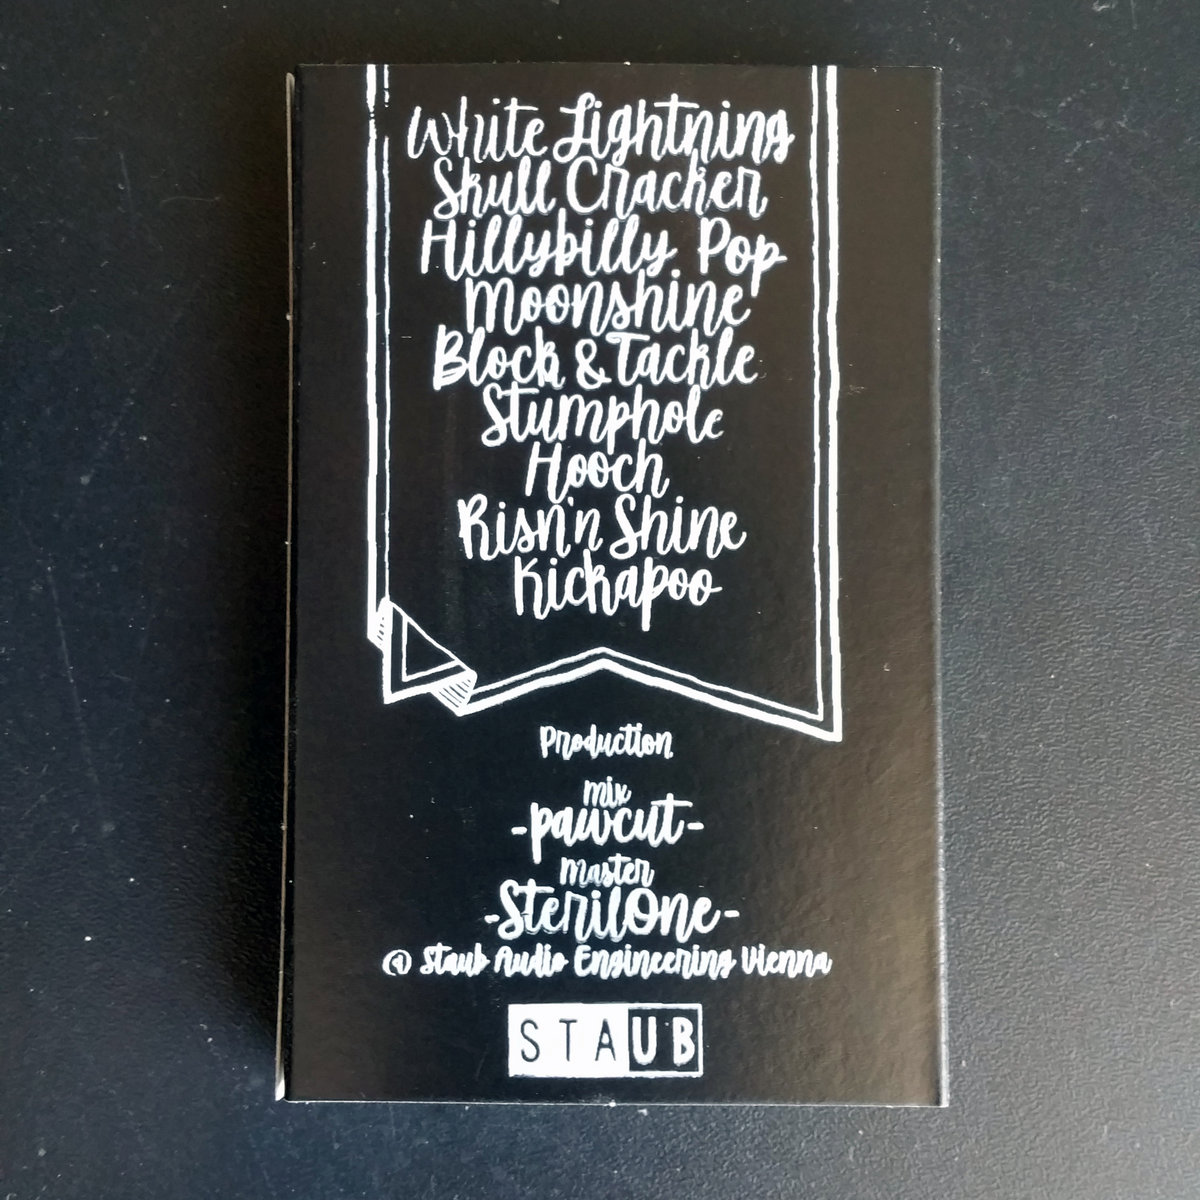 White Lightning
Skull Cracker
Hillybilly Pop
Moonshine
Block & Tackle
Stumphole
Hooch
Risn'n Shine
Kickapoo
Production
mix
-pawcut-
Master
-SterilOne-
@ Staub Audio Engineering Vienna
STAUB